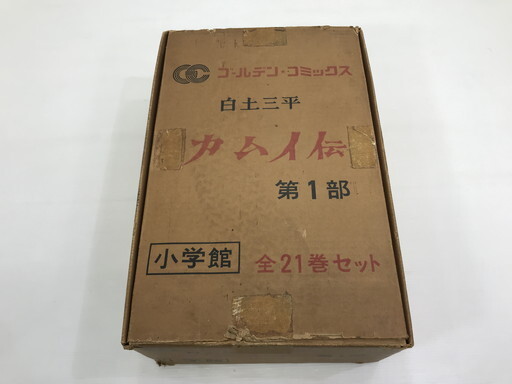 GC ゴールデン・コミックス
白土三平
カムイ伝
第1部
小学館 全21巻セット